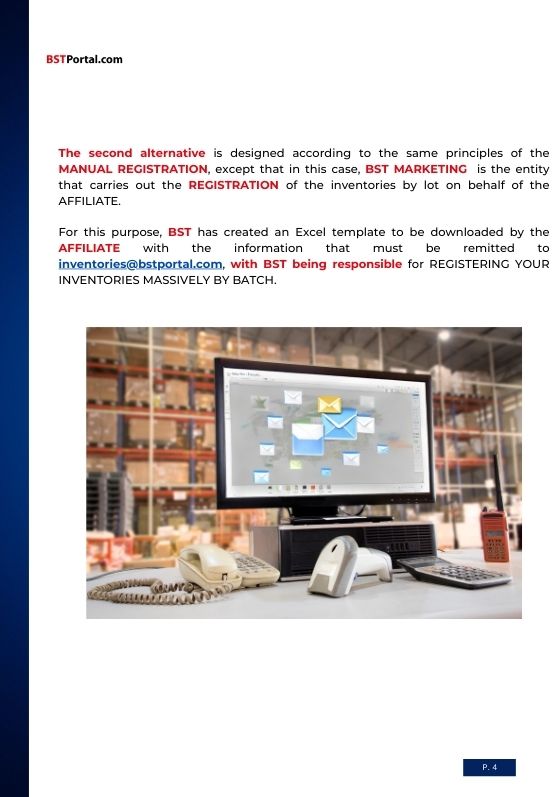 BSTPortal.com
The second alternative is designed according to the same principles of the
MANUAL REGISTRATION, except that in this case, BST MARKETING is the entity
that carries out the REGISTRATION of the inventories by lot on behalf of the
AFFILIATE.
For this purpose, BST has created an Excel template to be downloaded by the
AFFILIATE with the information that must be remitted to
inventories@bstportal.com, with BST being responsible for REGISTERING YOUR
INVENTORIES MASSIVELY BY BATCH.
P. 4